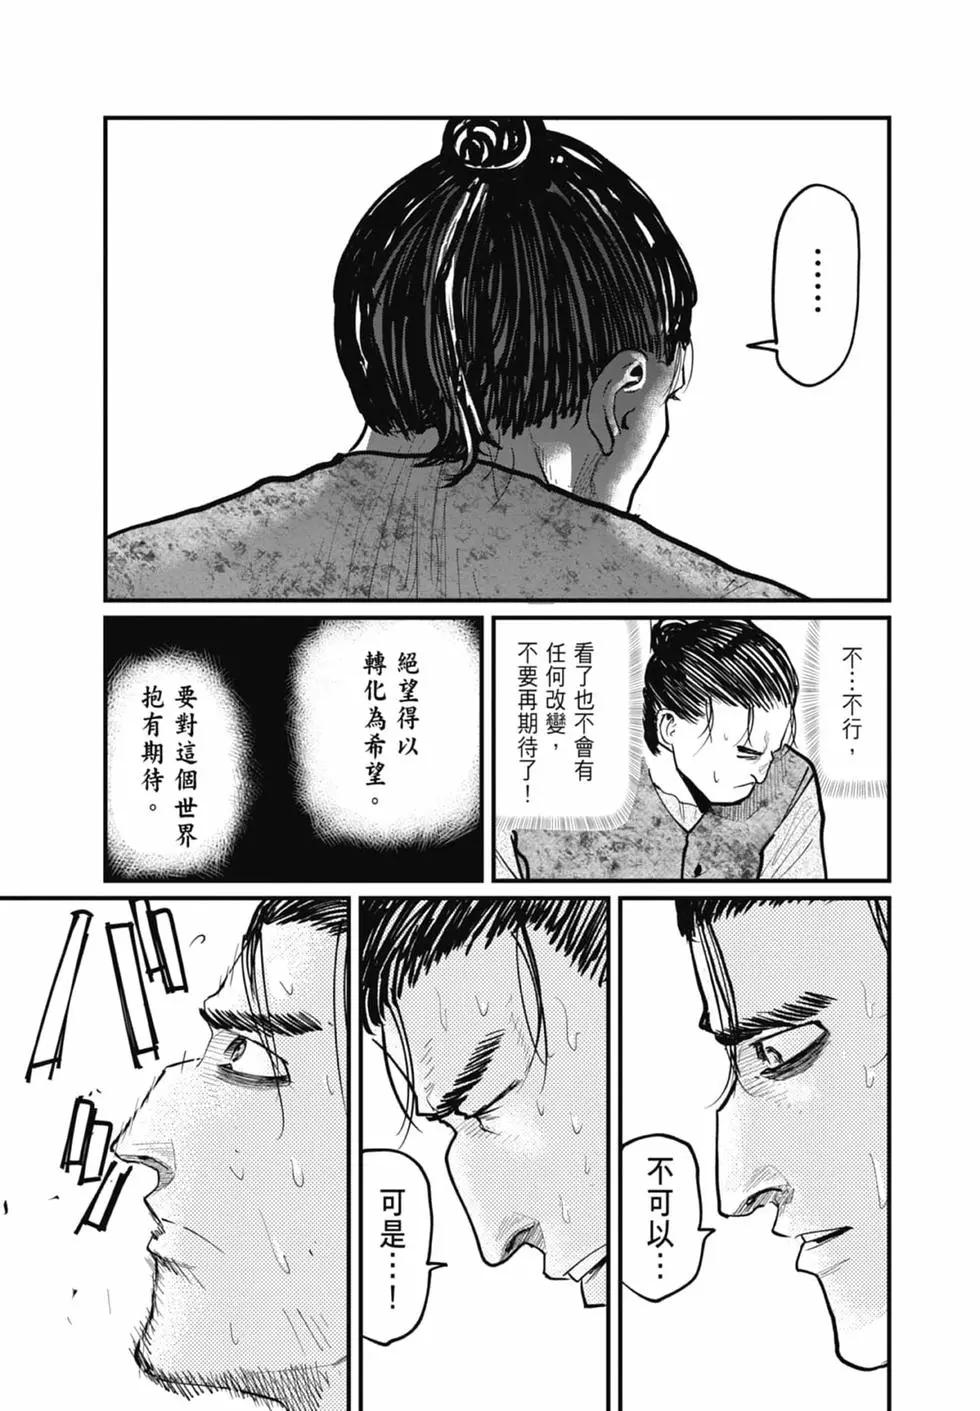 ……
不…不行，
看了也不會有
任何改變，
不要再期待了！
絕望得以
轉化為希望。
要對這個世界
抱有期待。
不可以…
可是…！